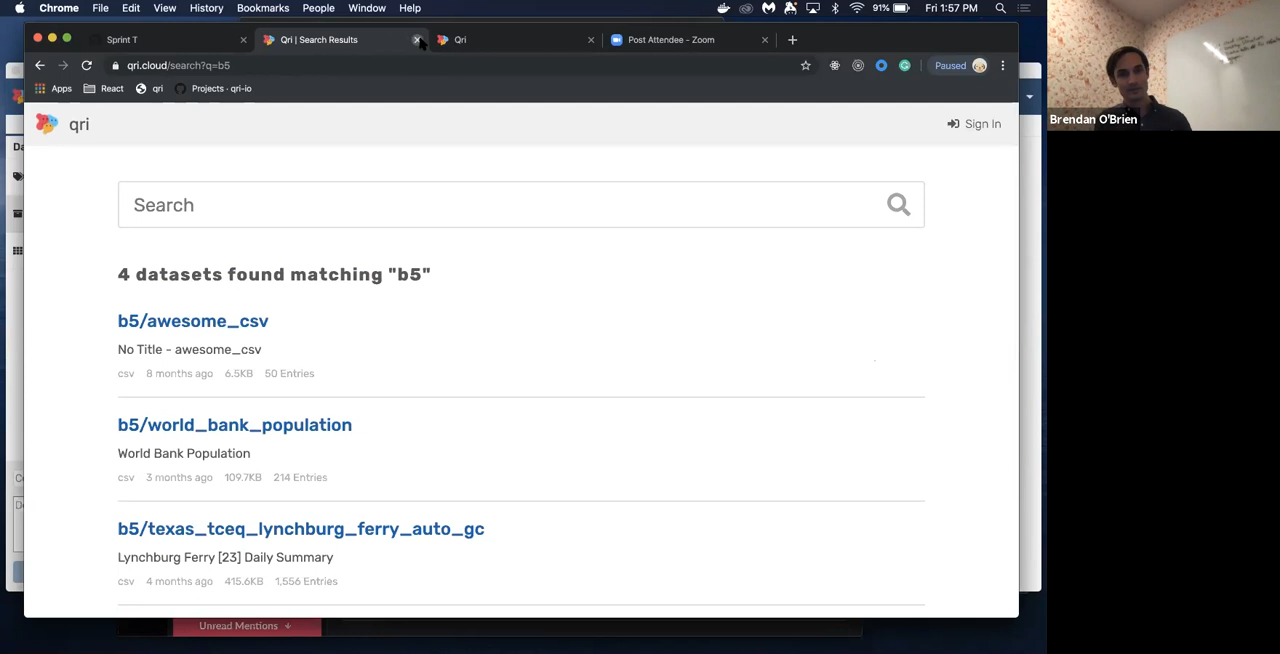 Chrome File Edit View History Bookmarks People Window Help 91% Fri 1:57 PM
Sprint T Qri | Search Results Qri Post Attendee - Zoom
qri.cloud/search?q=b5 Paused
Apps React qri Projects · qri-io
qri Sign In
Da
Search
4 datasets found matching "b5"
b5/awesome_csv
No Title - awesome_csv
csv 8 months ago 6.5KB 50 Entries
b5/world_bank_population
World Bank Population
csv 3 months ago 109.7KB 214 Entries
b5/texas_tceq_lynchburg_ferry_auto_gc
Lynchburg Ferry [23] Daily Summary
csv 4 months ago 415.6KB 1,556 Entries
Unread Mentions
Brendan O'Brien